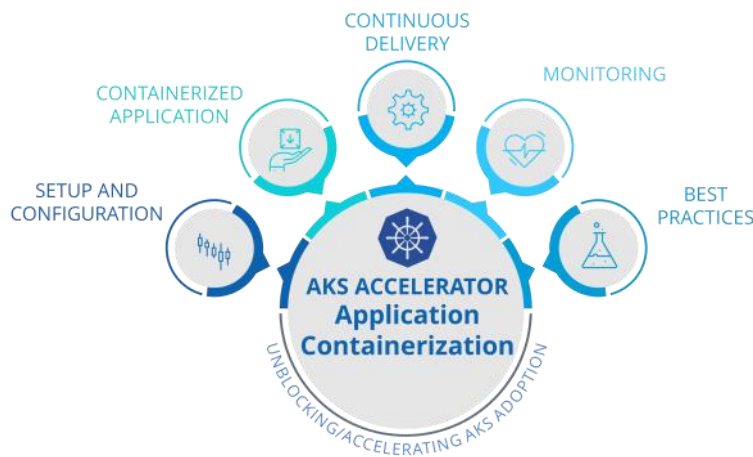 CONTINUOUS
DELIVERY
MONITORING
CONTAINERIZED
APPLICATION
SETUP AND
CONFIGURATION
BEST
PRACTICES
AKS ACCELERATOR
Application
Containerization
UNBLOCKING/ACCELERATING AKS ADOPTION